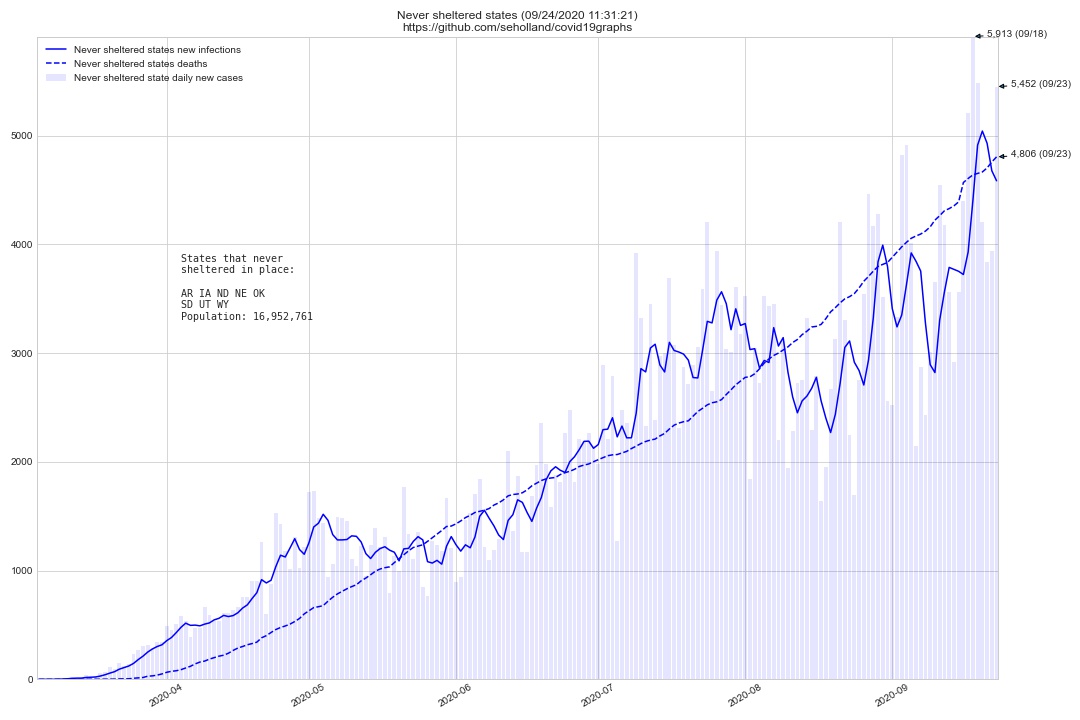 Never sheltered states (09/24/2020 11:31:21)
https://github.com/seholland/covid19graphs
Never sheltered states new infections
Never sheltered states deaths
Never sheltered state daily new cases
5,913 (09/18)
5,452 (09/23)
4,806 (09/23)
5000
4000
3000
2000
1000
0
States that never
sheltered in place:
AR IA ND NE OK
SD UT WY
Population: 16,952,761
2020-04
2020-05
2020-06
2020-07
2020-08
2020-09